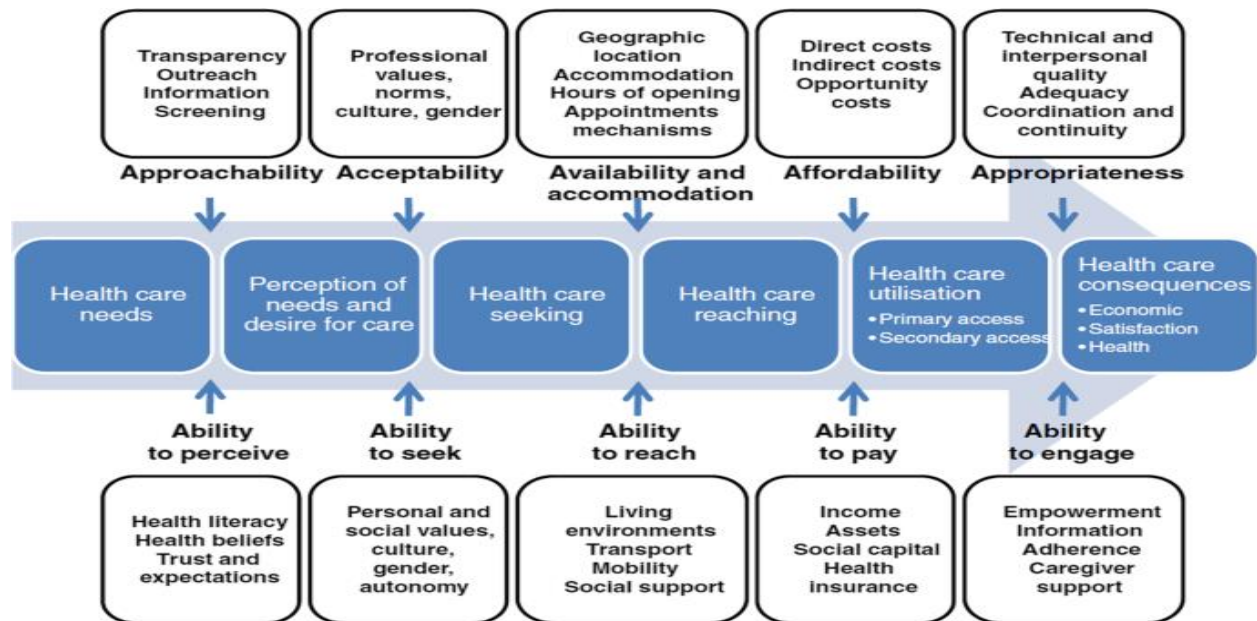 Transparency
Outreach
Information
Screening
Professional
values,
norms,
culture, gender
Geographic
location
Accommodation
Hours of opening
Appointments
mechanisms
Direct costs
Indirect costs
Opportunity
costs
Technical and
interpersonal
quality
Adequacy
Coordination and
continuity
Approachability
Acceptability
Availability and
accommodation
Affordability
Appropriateness
Health care
needs
Perception of
needs and
desire for care
Health care
seeking
Health care
reaching
Health care
utilisation
•Primary access
•Secondary access
Health care
consequences
•Economic
•Satisfaction
•Health
Ability
to perceive
Ability
to seek
Ability
to reach
Ability
to pay
Ability
to engage
Health literacy
Health beliefs
Trust and
expectations
Personal and
social values,
culture,
gender,
autonomy
Living
environments
Transport
Mobility
Social support
Income
Assets
Social capital
Health
insurance
Empowerment
Information
Adherence
Caregiver
support